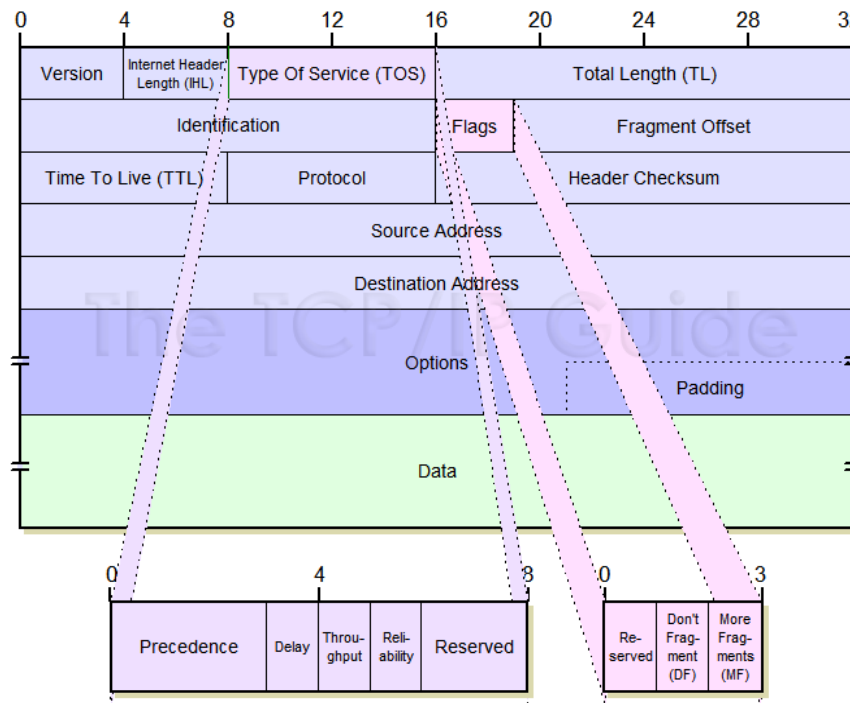 0 4 8 12 16 20 24 28 32
Version Internet Header Length (IHL) Type Of Service (TOS) Total Length (TL)
Identification Flags Fragment Offset
Time To Live (TTL) Protocol Header Checksum
Source Address
Destination Address
The TCP/IP Guide
Options
Padding
Data
0 4 8
Precedence Delay Throu-ghput Reli-ability Reserved
0 3
Re-served Don't Frag-ment (DF) More Frag-ments (MF)